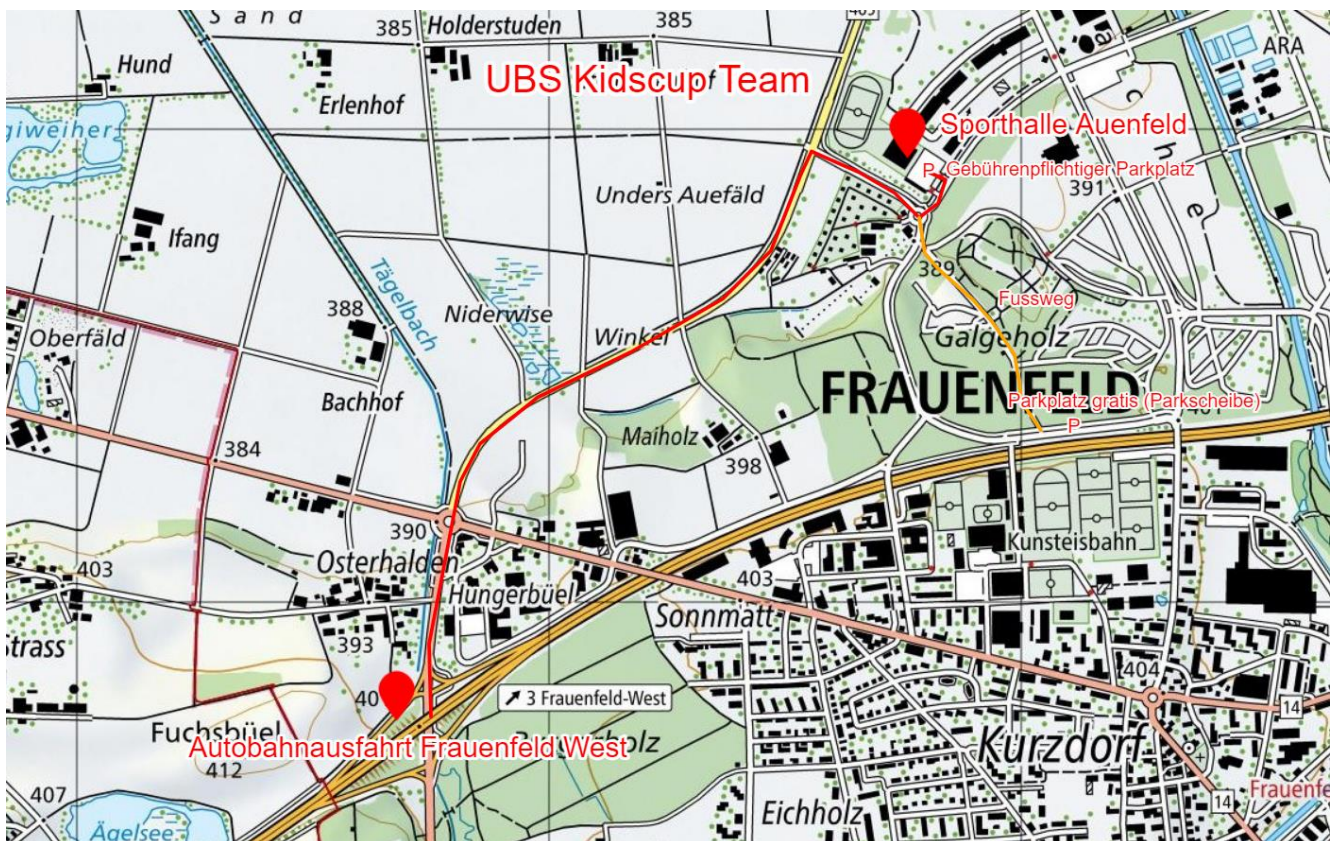 Sand
385
Holderstuden
385
Hund
Erlenhof
UBS Kidscup Team
ARA
Sporthalle Auenfeld
P
Gebührenpflichtiger Parkplatz
391
Unders Auefäld
Ifang
Tägelbach
389
388
Niderwise
Fussweg
Oberfäld
Winkel
Galgeholz
Bachhof
FRAUENFELD
Parkplatz gratis (Parkscheibe)
P
Maiholz
384
398
390
Osterhalden
Kunsteisbahn
403
403
Hungerbüel
Sonnmatt
393
strass
404
3 Frauenfeld-West
14
Fuchsbüel
Autobahnausfahrt Frauenfeld West
Kurzdorf
412
407
14
Eichholz
Ägelsee